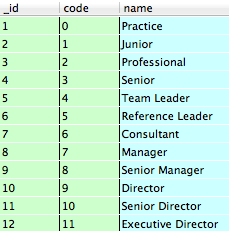 _id code name
1 0 Practice
2 1 Junior
3 2 Professional
4 3 Senior
5 4 Team Leader
6 5 Reference Leader
7 6 Consultant
8 7 Manager
9 8 Senior Manager
10 9 Director
11 10 Senior Director
12 11 Executive Director